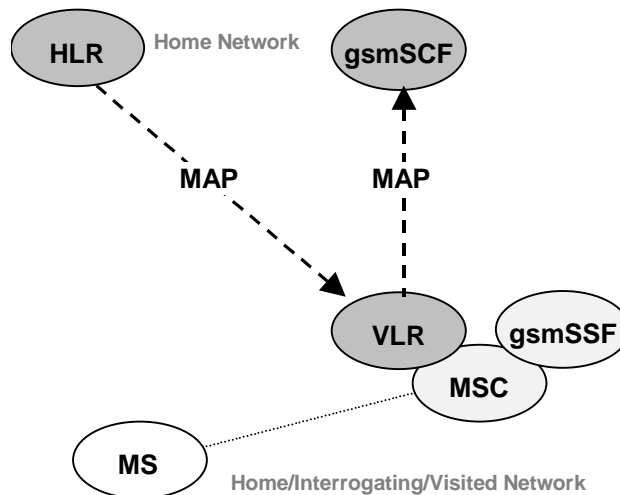 HLR
Home Network
gsmSCF
MAP
MAP
VLR
gsmSSF
MSC
MS
Home/Interrogating/Visited Network